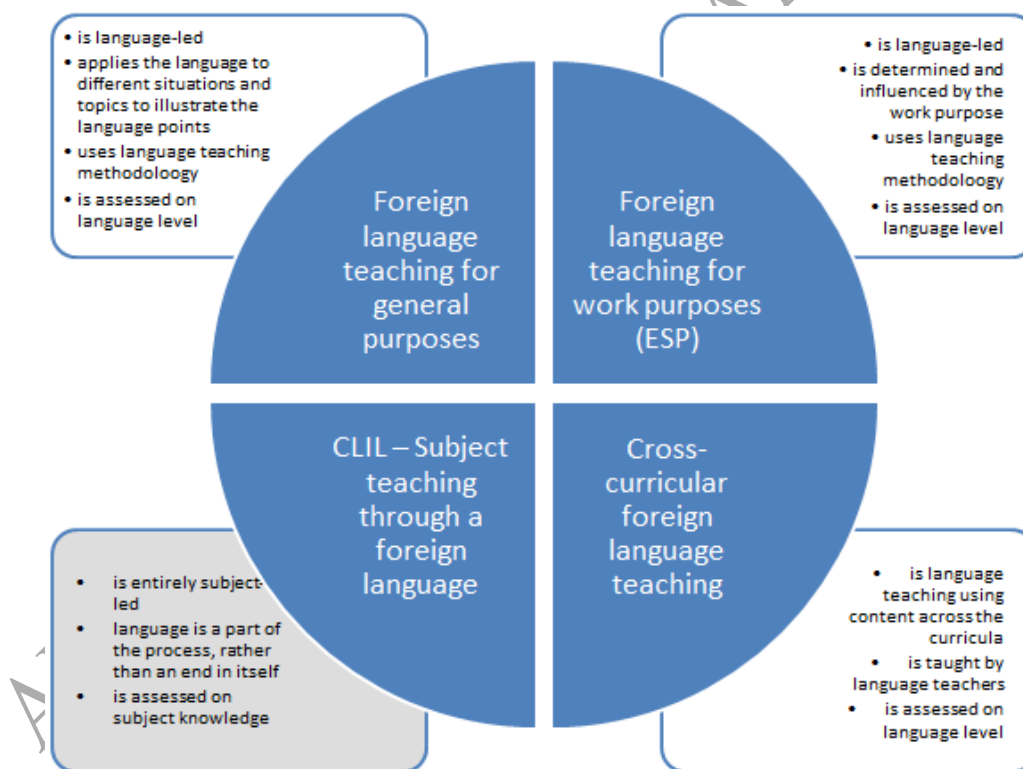 • is language-led
• applies the language to
different situations and
topics to illustrate the
language points
• uses language teaching
methodoloogy
• is assessed on
language level
• is language-led
• is determined and
influenced by the
work purpose
• uses language
teaching
methodoloogy
• is assessed on
language level
Foreign
language
teaching for
general
purposes
Foreign
language
teaching for
work purposes
(ESP)
CLIL – Subject
teaching
through a
foreign
language
Cross-
curricular
foreign
language
teaching
• is entirely subject-
led
• language is a part of
the process, rather
than an end in itself
• is assessed on
subject knowledge
• is language
teaching using
content across the
curricula
• is taught by
language teachers
• is assessed on
language level